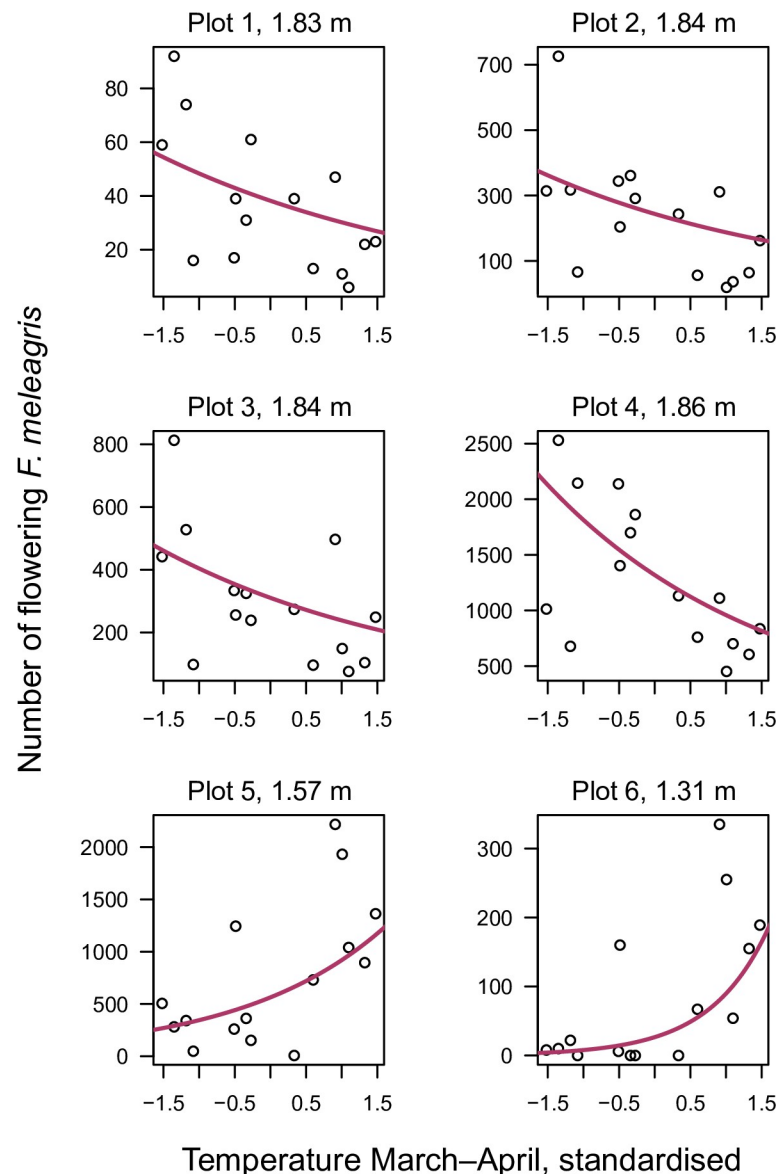 Plot 1, 1.83 m
80
60
40
20
−1.5 −0.5 0.5 1.5
Plot 2, 1.84 m
700
500
300
100
−1.5 −0.5 0.5 1.5
Number of flowering F. meleagris
Plot 3, 1.84 m
800
600
400
200
−1.5 −0.5 0.5 1.5
Plot 4, 1.86 m
2500
2000
1500
1000
500
−1.5 −0.5 0.5 1.5
Plot 5, 1.57 m
2000
1500
1000
500
0
−1.5 −0.5 0.5 1.5
Plot 6, 1.31 m
300
200
100
0
−1.5 −0.5 0.5 1.5
Temperature March–April, standardised